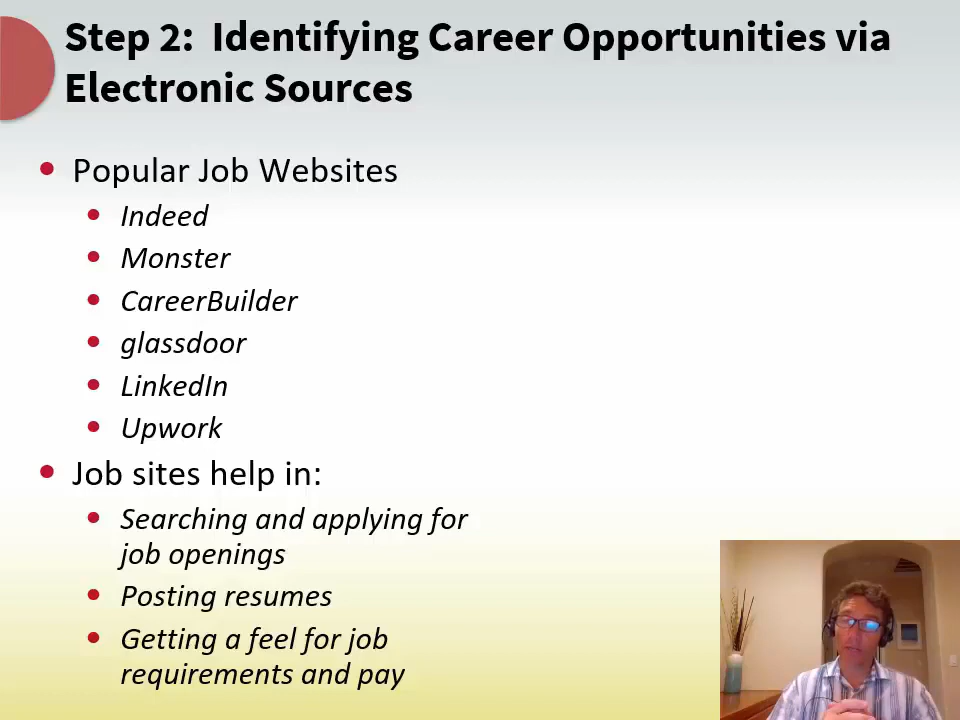 Step 2:  Identifying Career Opportunities via
Electronic Sources
Popular Job Websites
Indeed
Monster
CareerBuilder
glassdoor
LinkedIn
Upwork
Job sites help in:
Searching and applying for
job openings
Posting resumes
Getting a feel for job
requirements and pay